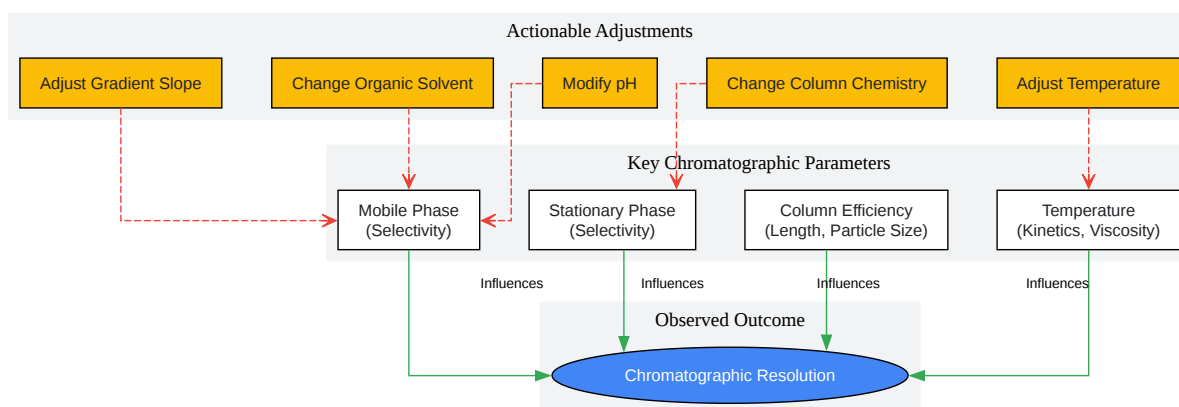 Actionable Adjustments
Adjust Gradient Slope
Change Organic Solvent
Modify pH
Change Column Chemistry
Adjust Temperature
Key Chromatographic Parameters
Mobile Phase
(Selectivity)
Stationary Phase
(Selectivity)
Column Efficiency
(Length, Particle Size)
Temperature
(Kinetics, Viscosity)
Influences
Influences
Influences
Influences
Observed Outcome
Chromatographic Resolution